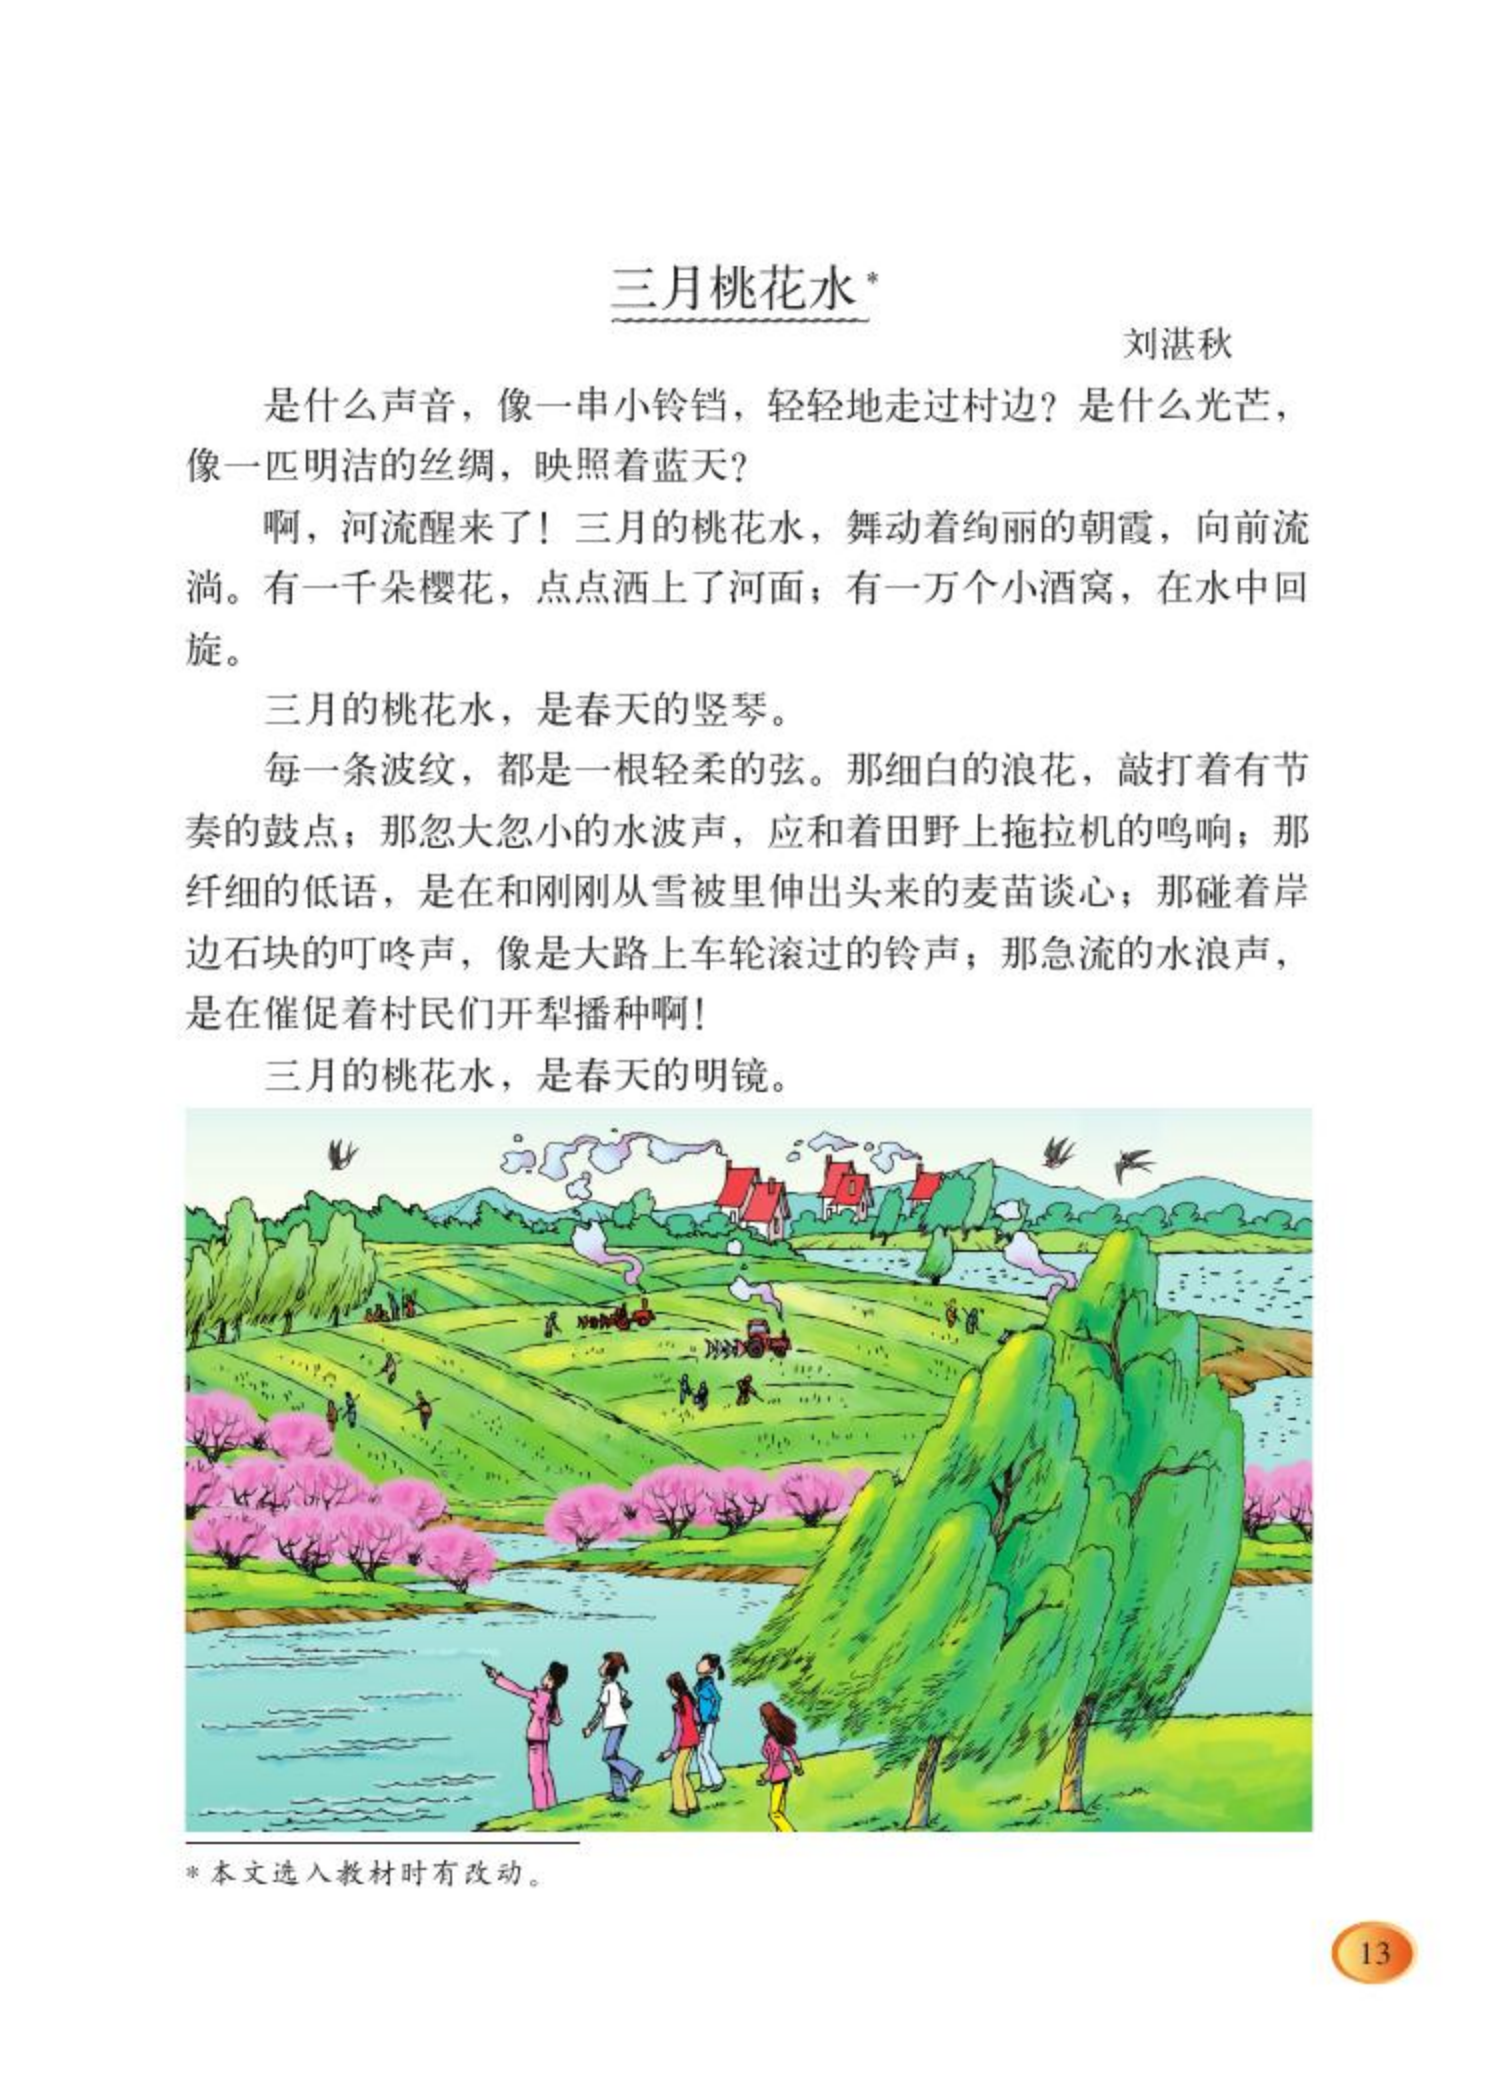 三月桃花水*
刘湛秋
是什么声音，像一串小铃铛，轻轻地走过村边？是什么光芒，
像一匹明洁的丝绸，映照着蓝天？
啊，河流醒来了！三月的桃花水，舞动着绚丽的朝霞，向前流
淌。有一千朵樱花，点点洒上了河面；有一万个小酒窝，在水中回
旋。
三月的桃花水，是春天的竖琴。
每一条波纹，都是一根轻柔的弦。那细白的浪花，敲打着有节
奏的鼓点；那忽大忽小的水波声，应和着田野上拖拉机的鸣响；那
纤细的低语，是在和刚刚从雪被里伸出头来的麦苗谈心；那碰着岸
边石块的叮咚声，像是大路上车轮滚过的铃声；那急流的水浪声，
是在催促着村民们开犁播种啊！
三月的桃花水，是春天的明镜。
*本文选入教材时有改动。
13